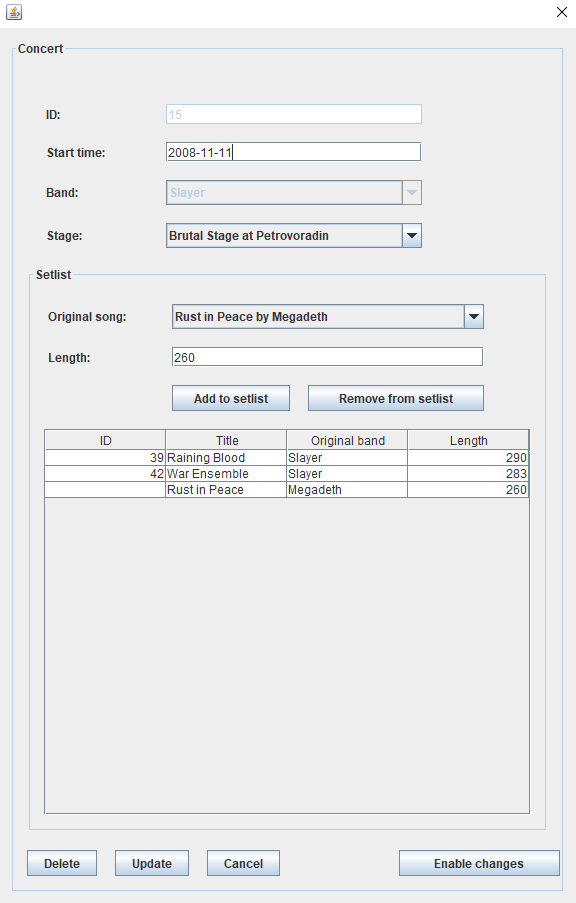 Concert
ID: 15
Start time: 2008-11-11
Band: Slayer
Stage: Brutal Stage at Petrovoradin
Setlist
Original song: Rust in Peace by Megadeth
Length: 260
Add to setlist Remove from setlist
ID Title Original band Length
39 Raining Blood Slayer 290
42 War Ensemble Slayer 283
Rust in Peace Megadeth 260
Delete Update Cancel Enable changes